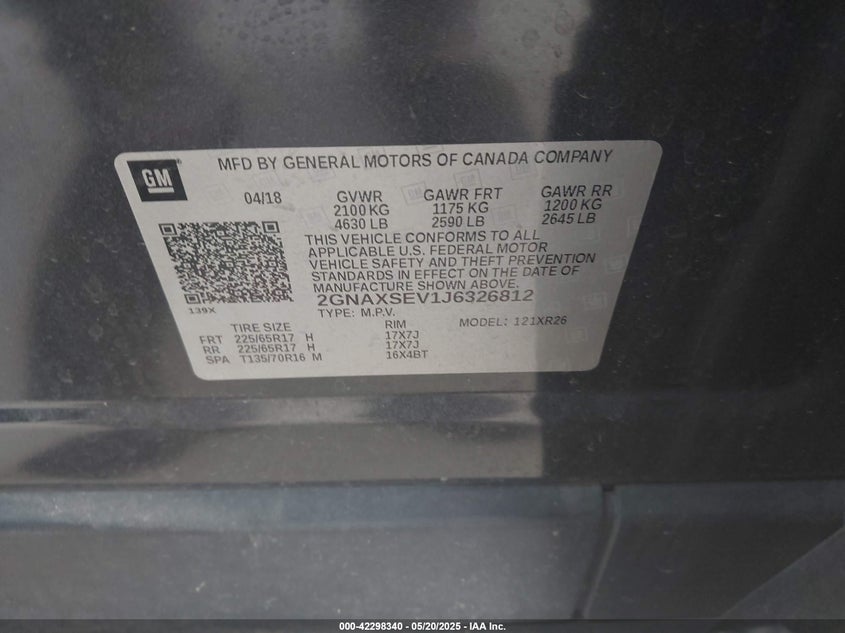 GM
MFD BY GENERAL MOTORS OF CANADA COMPANY
04/18 GVWR GAWR FRT GAWR RR
2100 KG 1175 KG 1200 KG
4630 LB 2590 LB 2645 LB
THIS VEHICLE CONFORMS TO ALL
APPLICABLE U.S. FEDERAL MOTOR
VEHICLE SAFETY AND THEFT PREVENTION
STANDARDS IN EFFECT ON THE DATE OF
MANUFACTURE SHOWN ABOVE.
2GNAXSEV1J6326812
139X
TYPE: M.P.V. MODEL: 121XR26
TIRE SIZE RIM
FRT 225/65R17 H 17X7J
RR 225/65R17 H 17X7J
SPA T135/70R16 M 16X4BT
000-42298340 - 05/20/2025 - IAA Inc.